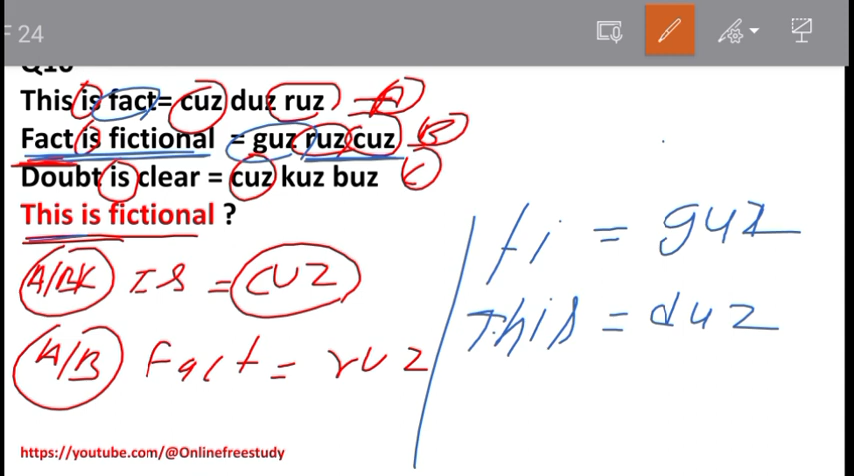 F 24
Q10
This is fact= cuz duz ruz A
Fact is fictional = guz ruz cuz B
Doubt is clear = cuz kuz buz C
This is fictional ?
A/B/C IS = CUZ
A/B Fact = ruz
fi = guz
This = duz
https://youtube.com/@Onlinefreestudy